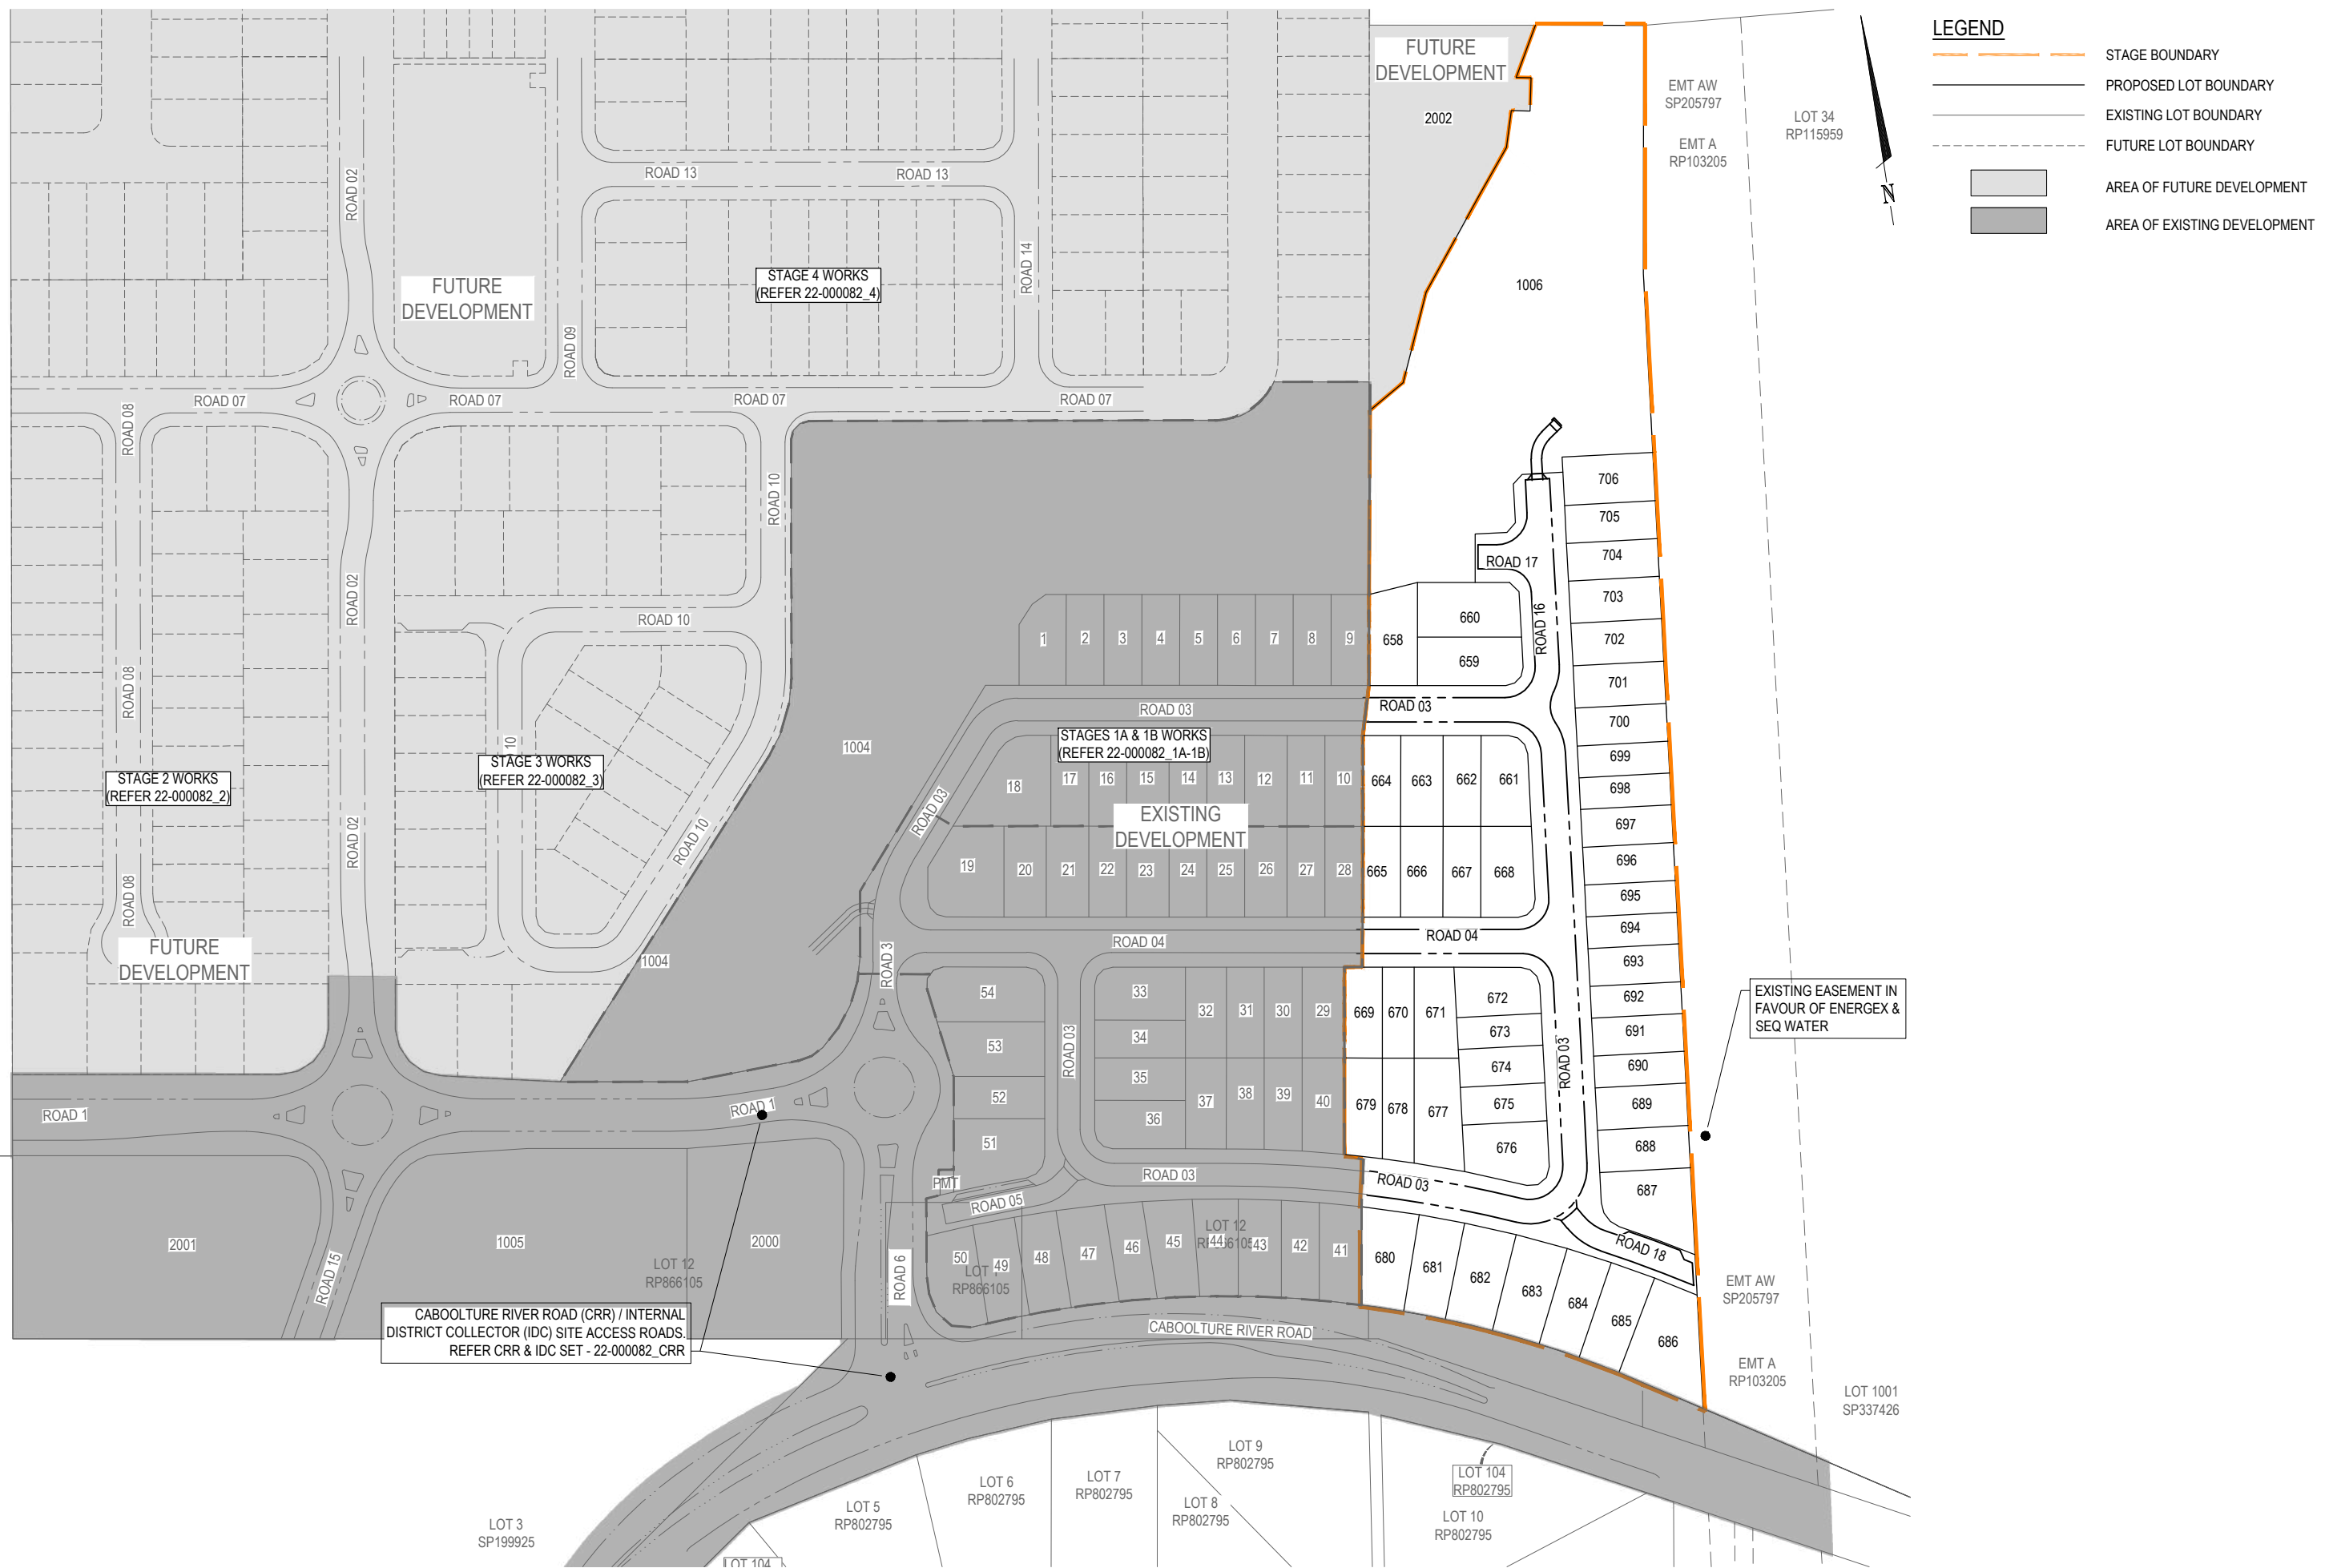 LEGEND
STAGE BOUNDARY
PROPOSED LOT BOUNDARY
EXISTING LOT BOUNDARY
FUTURE LOT BOUNDARY
AREA OF FUTURE DEVELOPMENT
AREA OF EXISTING DEVELOPMENT
N
FUTURE
DEVELOPMENT
2002
EMT AW
SP205797
EMT A
RP103205
LOT 34
RP115959
1006
ROAD 02
ROAD 13
ROAD 13
ROAD 14
FUTURE
DEVELOPMENT
STAGE 4 WORKS
(REFER 22-000082_4)
ROAD 09
ROAD 07
ROAD 07
ROAD 07
ROAD 07
ROAD 08
ROAD 10
ROAD 02
ROAD 10
ROAD 08
10
STAGE 2 WORKS
(REFER 22-000082_2)
STAGE 3 WORKS
(REFER 22-000082_3)
ROAD 02
ROAD 10
ROAD 08
FUTURE
DEVELOPMENT
1004
1004
706
705
704
703
702
701
700
699
698
697
696
695
694
693
692
691
690
689
688
687
ROAD 17
ROAD 16
660
659
658
1
2
3
4
5
6
7
8
9
ROAD 03
ROAD 03
STAGES 1A & 1B WORKS
(REFER 22-000082_1A-1B)
18
17
16
15
14
13
12
11
10
664
663
662
661
EXISTING
DEVELOPMENT
ROAD 03
19
20
21
22
23
24
25
26
27
28
665
666
667
668
ROAD 04
ROAD 04
ROAD 3
54
53
52
51
ROAD 03
33
34
35
36
32
31
30
29
37
38
39
40
669
670
671
672
673
674
675
676
679
678
677
ROAD 03
EXISTING EASEMENT IN
FAVOUR OF ENERGEX &
SEQ WATER
ROAD 1
ROAD 1
PMT
ROAD 05
ROAD 03
ROAD 03
ROAD 18
2001
1005
2000
LOT 12
RP866105
ROAD 15
ROAD 6
50
49
48
47
46
45
44
43
42
41
LOT 12
LOT 1
RP866105
680
681
682
683
684
685
686
EMT AW
SP205797
EMT A
RP103205
LOT 1001
SP337426
CABOOLTURE RIVER ROAD (CRR) / INTERNAL
DISTRICT COLLECTOR (IDC) SITE ACCESS ROADS.
REFER CRR & IDC SET - 22-000082_CRR
CABOOLTURE RIVER ROAD
LOT 3
SP199925
LOT 5
RP802795
LOT 6
RP802795
LOT 7
RP802795
LOT 8
RP802795
LOT 9
RP802795
LOT 104
RP802795
LOT 10
RP802795
LOT 104